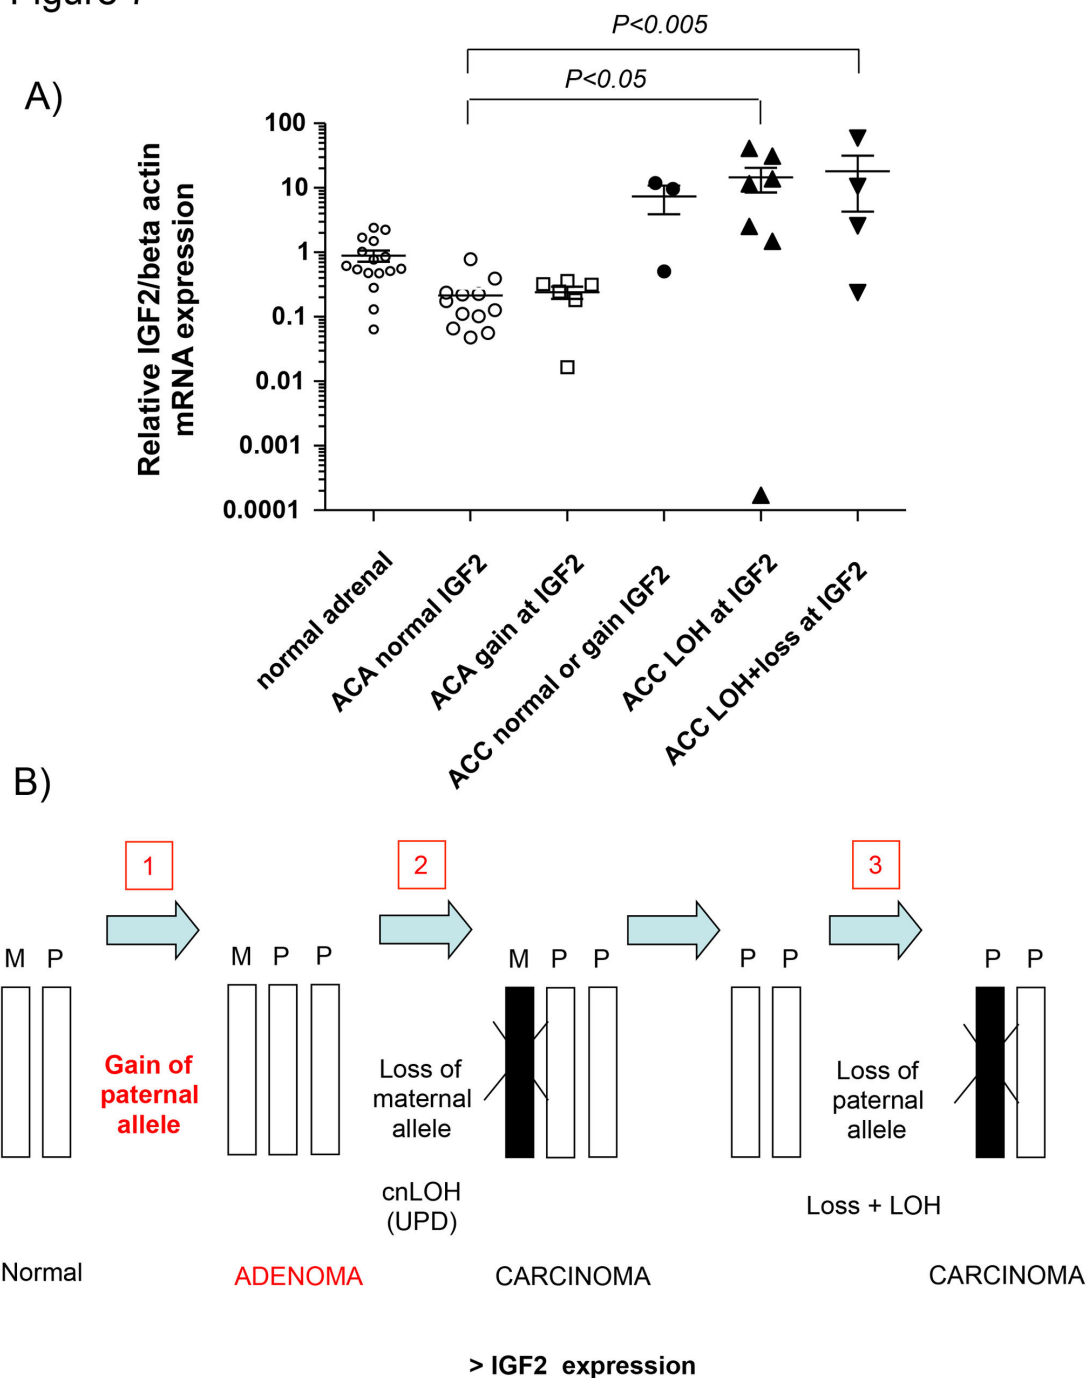 A)
P<0.005
P<0.05
Relative IGF2/beta actin
mRNA expression
100
10
1
0.1
0.01
0.001
0.0001
normal adrenal
ACA normal IGF2
ACA gain at IGF2
ACC normal or gain IGF2
ACC LOH at IGF2
ACC LOH+loss at IGF2
B)
1
2
3
M P
M P P
M P P
P P
P P
Gain of
paternal
allele
Loss of
maternal
allele
cnLOH
(UPD)
Loss of
paternal
allele
Loss + LOH
Normal
ADENOMA
CARCINOMA
CARCINOMA
> IGF2 expression